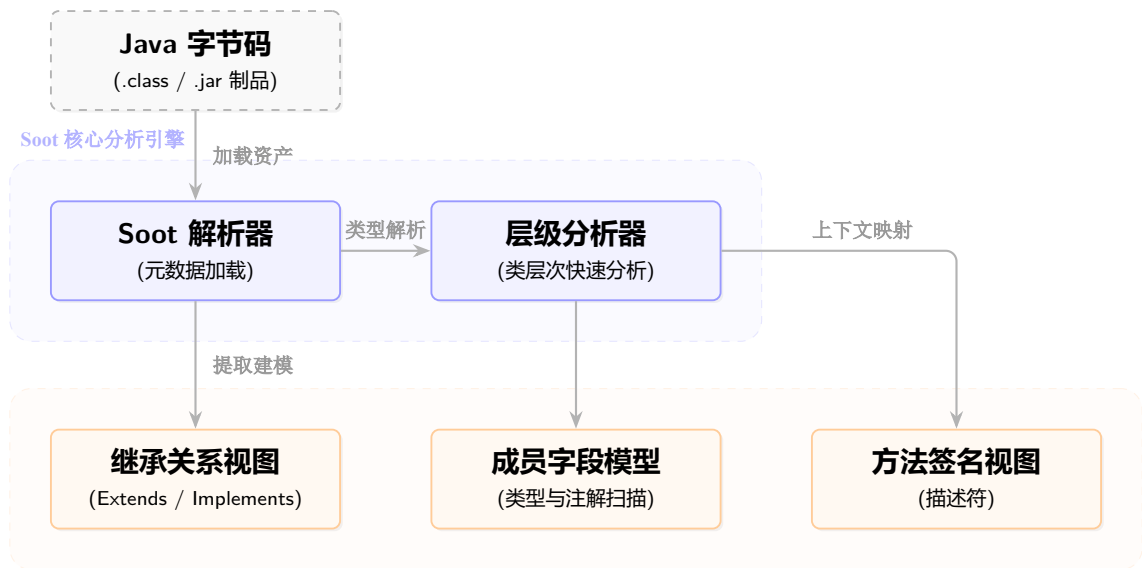 Java 字节码
(.class / .jar 制品)
Soot 核心分析引擎
加载资产
Soot 解析器
(元数据加载)
类型解析
层级分析器
(类层次快速分析)
上下文映射
提取建模
继承关系视图
(Extends / Implements)
成员字段模型
(类型与注解扫描)
方法签名视图
(描述符)